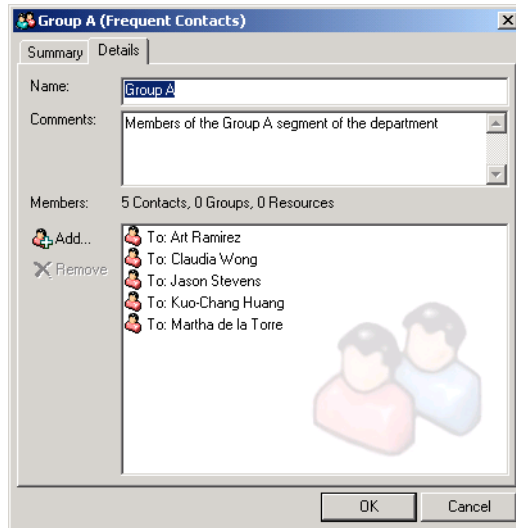 Group A (Frequent Contacts)
Summary Details
Name: Group A
Comments: Members of the Group A segment of the department
Members: 5 Contacts, 0 Groups, 0 Resources
Add...
Remove
To: Art Ramirez
To: Claudia Wong
To: Jason Stevens
To: Kuo-Chang Huang
To: Martha de la Torre
OK Cancel